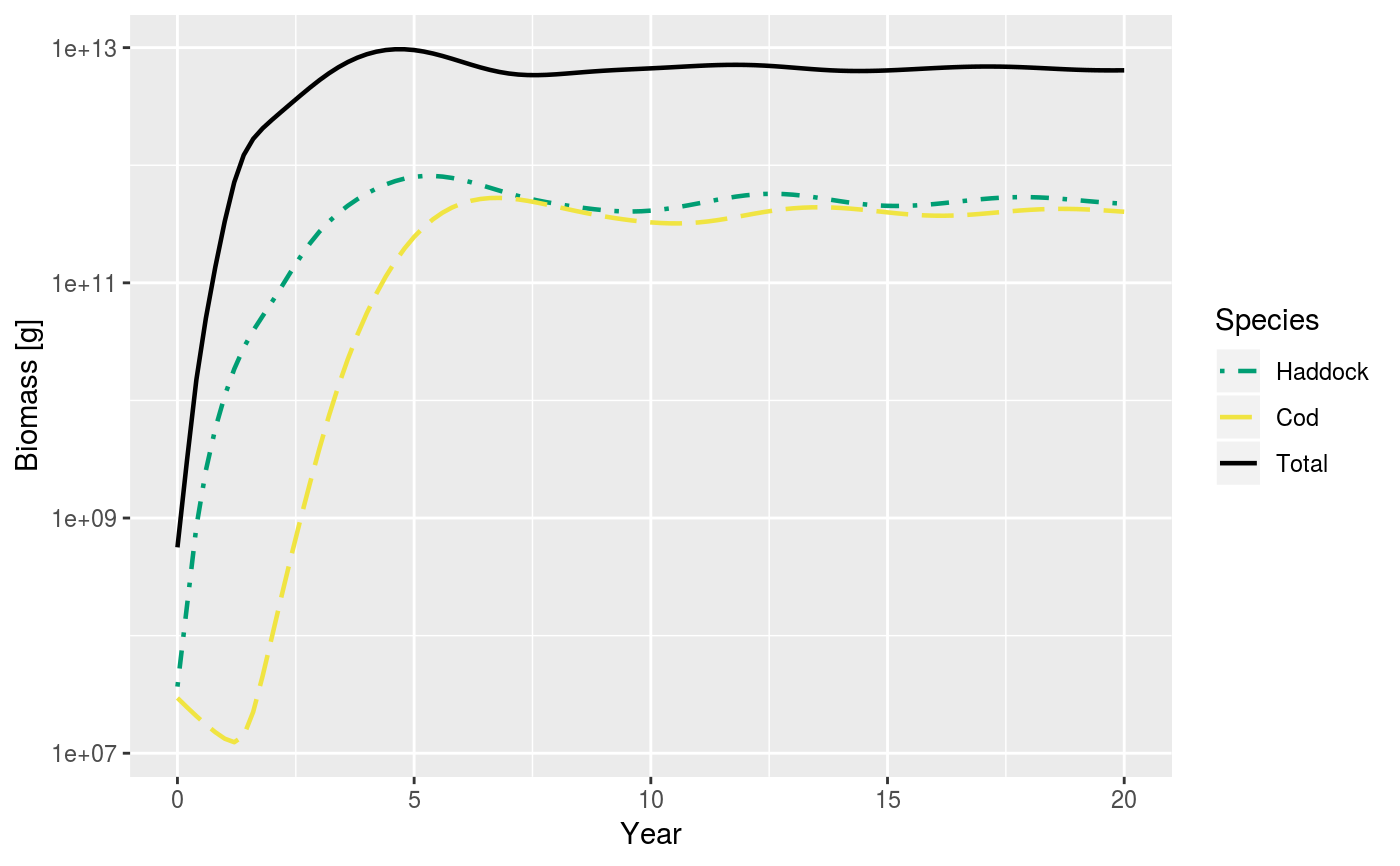 1e+13
1e+11
1e+09
1e+07
Biomass [g]
0 5 10 15 20
Year
Species
Haddock
Cod
Total